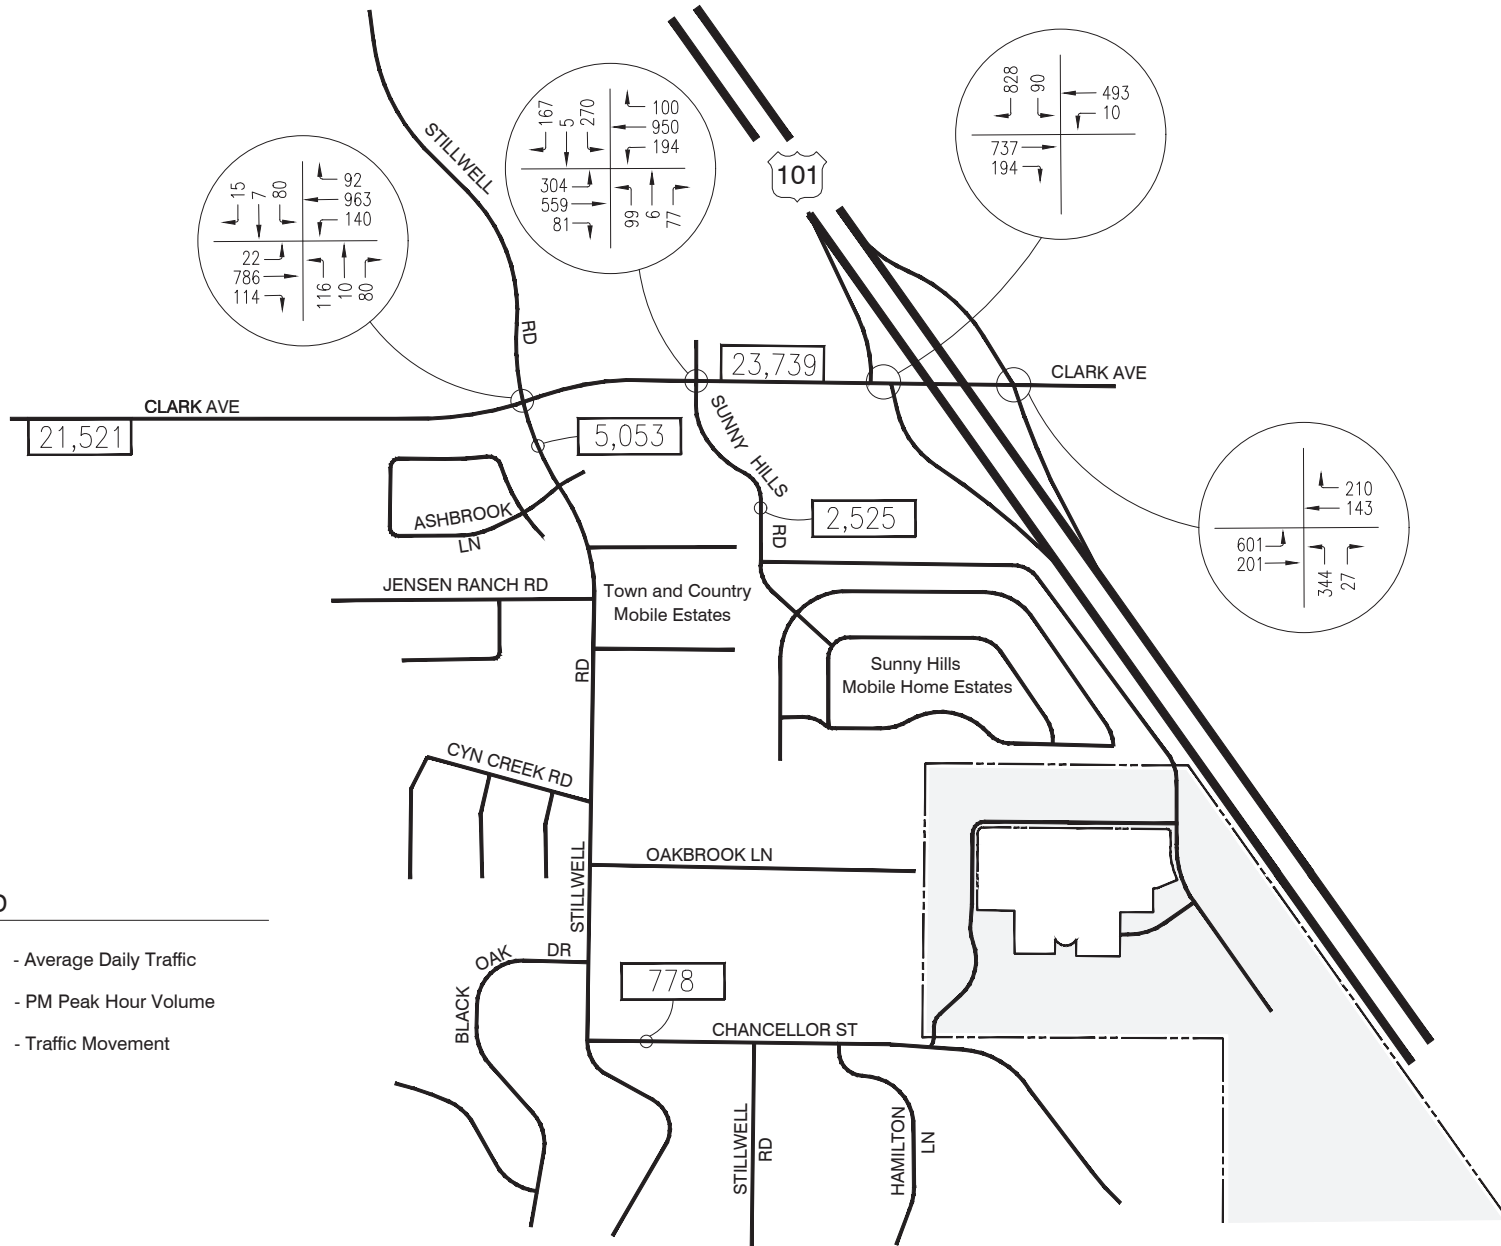 828
90
493
10
737
194
167
5
270
100
950
194
304
559
81
99
6
77
15
7
80
92
963
140
22
786
114
116
10
80
STILLWELL
RD
101
23,739
CLARK AVE
CLARK AVE
21,521
5,053
SUNNY HILLS
RD
2,525
210
143
601
201
344
27
ASHBROOK
LN
JENSEN RANCH RD
Town and Country
Mobile Estates
RD
Sunny Hills
Mobile Home Estates
CYN CREEK RD
STILLWELL
OAKBROOK LN
- Average Daily Traffic
- PM Peak Hour Volume
- Traffic Movement
BLACK OAK DR
778
CHANCELLOR ST
STILLWELL
RD
HAMILTON
LN